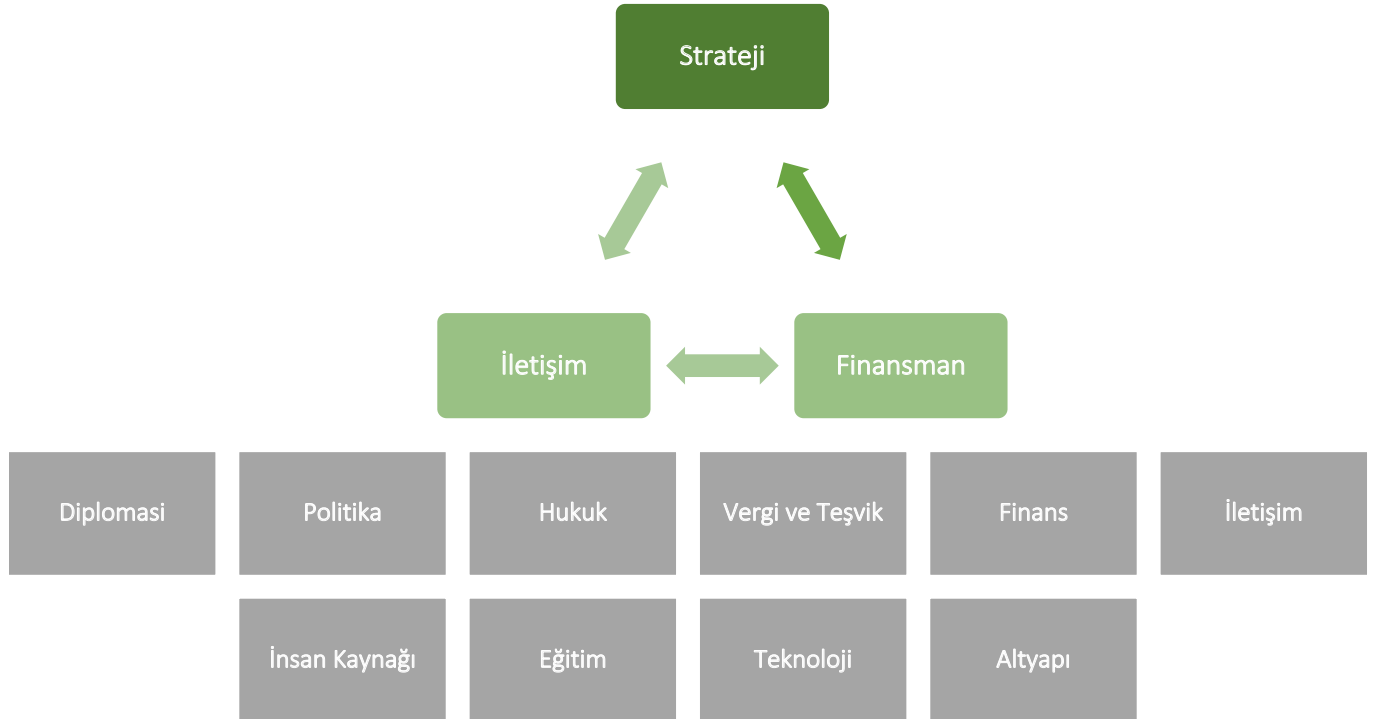 Strateji
İletişim
Finansman
Diplomasi
Politika
Hukuk
Vergi ve Teşvik
Finans
İletişim
İnsan Kaynağı
Eğitim
Teknoloji
Altyapı